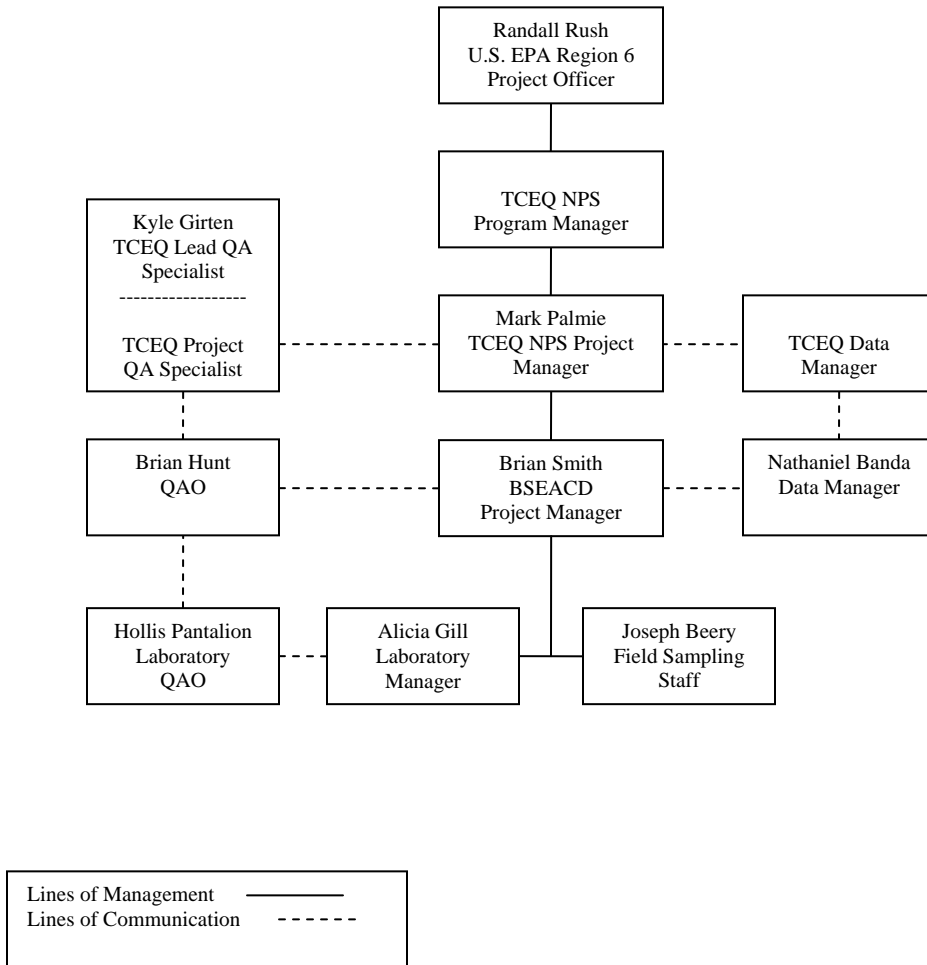 Randall Rush
U.S. EPA Region 6
Project Officer
TCEQ NPS
Program Manager
Kyle Girten
TCEQ Lead QA
Specialist
------------------
TCEQ Project
QA Specialist
Mark Palmie
TCEQ NPS Project
Manager
TCEQ Data
Manager
Brian Hunt
QAO
Brian Smith
BSEACD
Project Manager
Nathaniel Banda
Data Manager
Hollis Pantalion
Laboratory
QAO
Alicia Gill
Laboratory
Manager
Joseph Beery
Field Sampling
Staff
Lines of Management
Lines of Communication